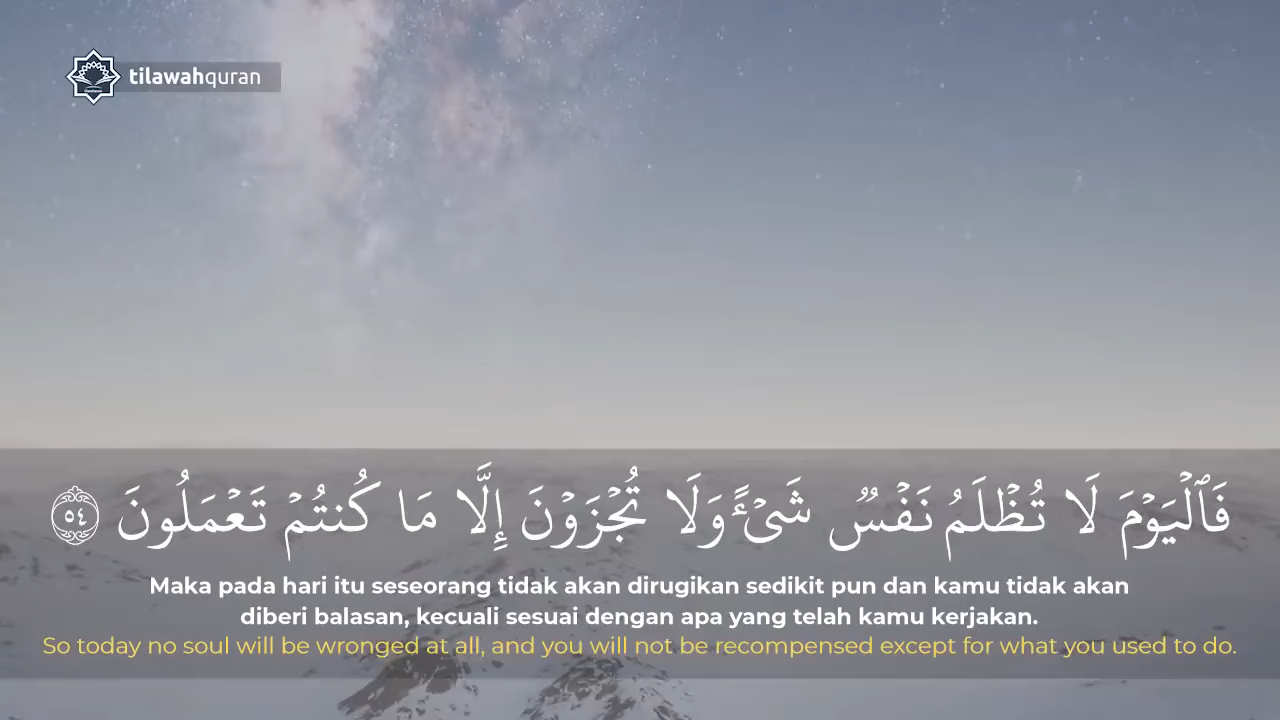 tilawahquran
فَٱلْيَوْمَ لَا تُظْلَمُ نَفْسٌ شَيْـًٔا وَلَا تُجْزَوْنَ إِلَّا مَا كُنتُمْ تَعْمَلُونَ ٥٤
Maka pada hari itu seseorang tidak akan dirugikan sedikit pun dan kamu tidak akan
diberi balasan, kecuali sesuai dengan apa yang telah kamu kerjakan.
So today no soul will be wronged at all, and you will not be recompensed except for what you used to do.